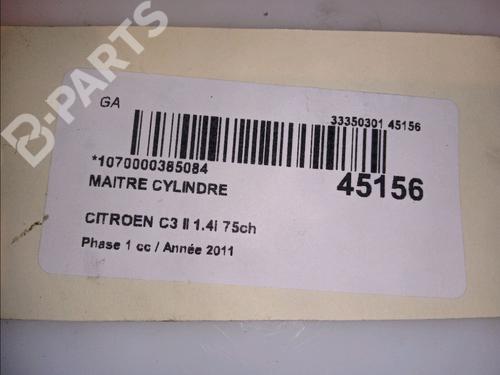 GA
33350301 45156
*1070000385084
45156
MAITRE CYLINDRE
CITROEN C3 II 1.4i 75ch
Phase 1 cc / Année 2011
B-PARTS
B-PARTS